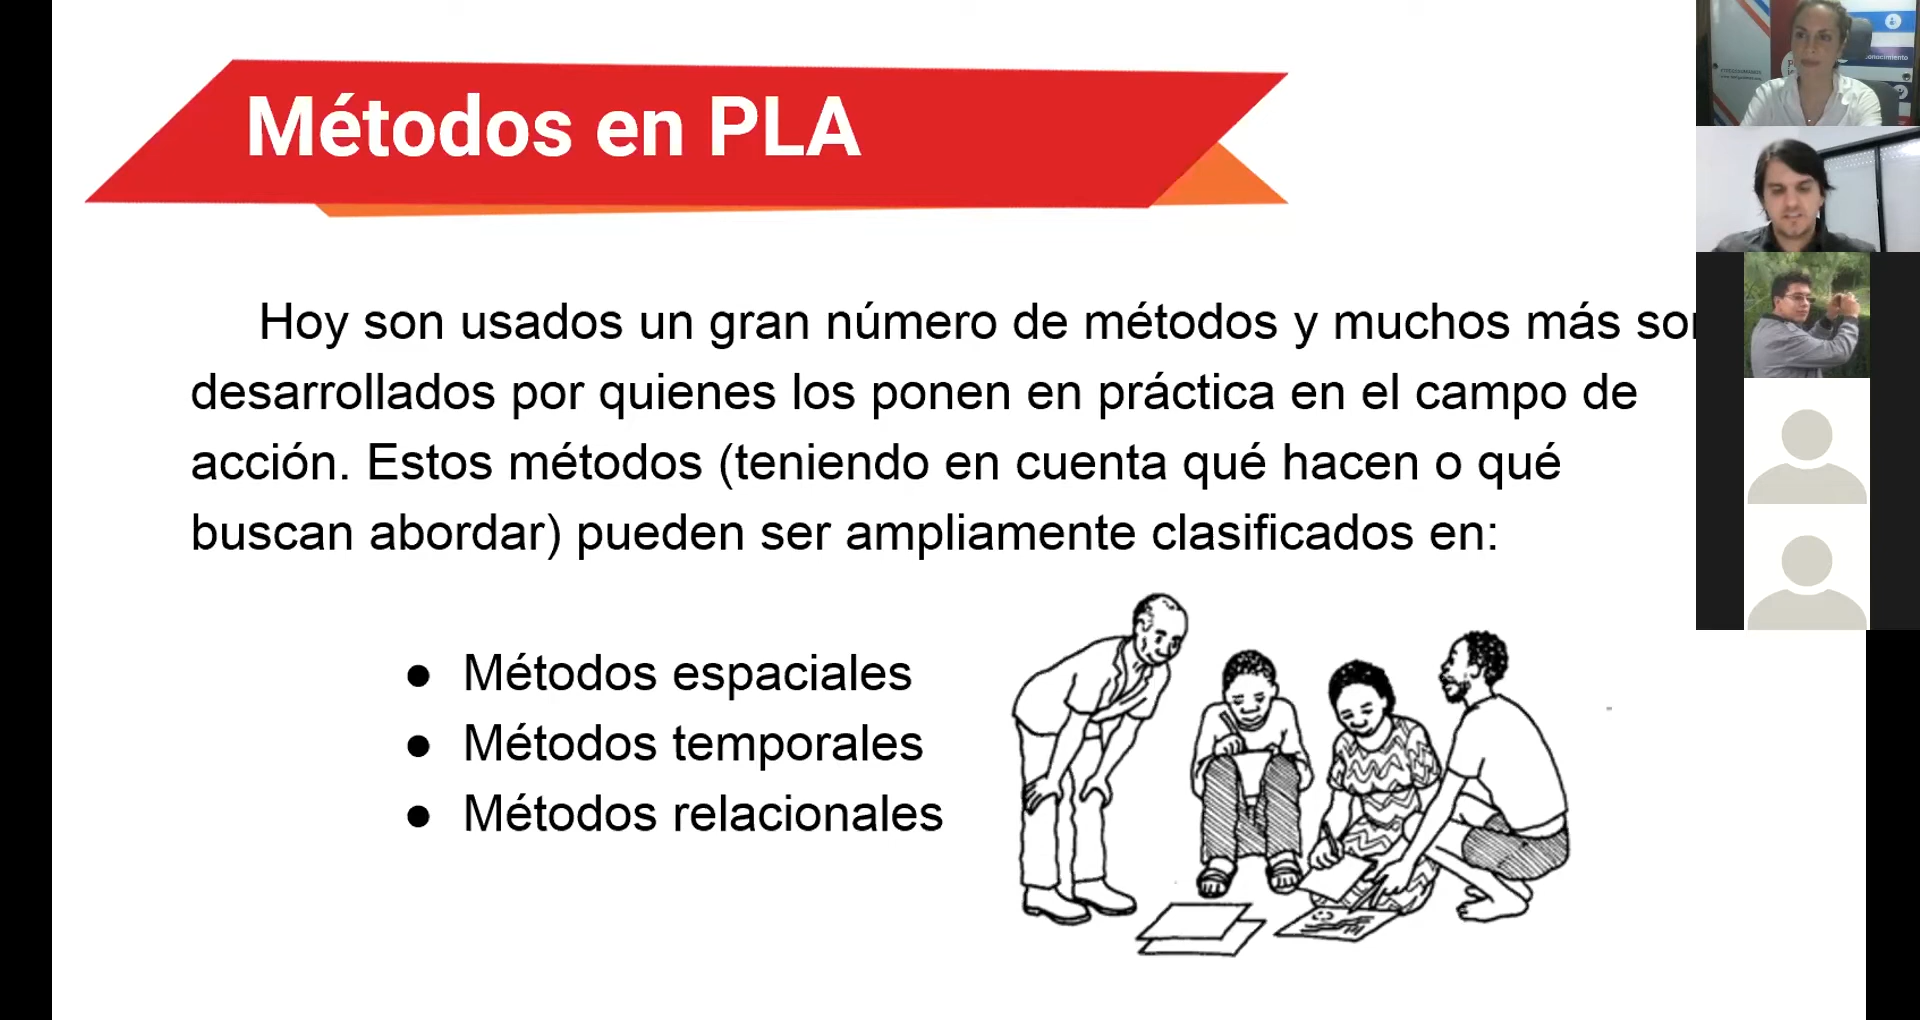 Métodos en PLA
Hoy son usados un gran número de métodos y muchos más
desarrollados por quienes los ponen en práctica en el campo de
acción. Estos métodos (teniendo en cuenta qué hacen o qué
buscan abordar) pueden ser ampliamente clasificados en:
● Métodos espaciales
● Métodos temporales
● Métodos relacionales